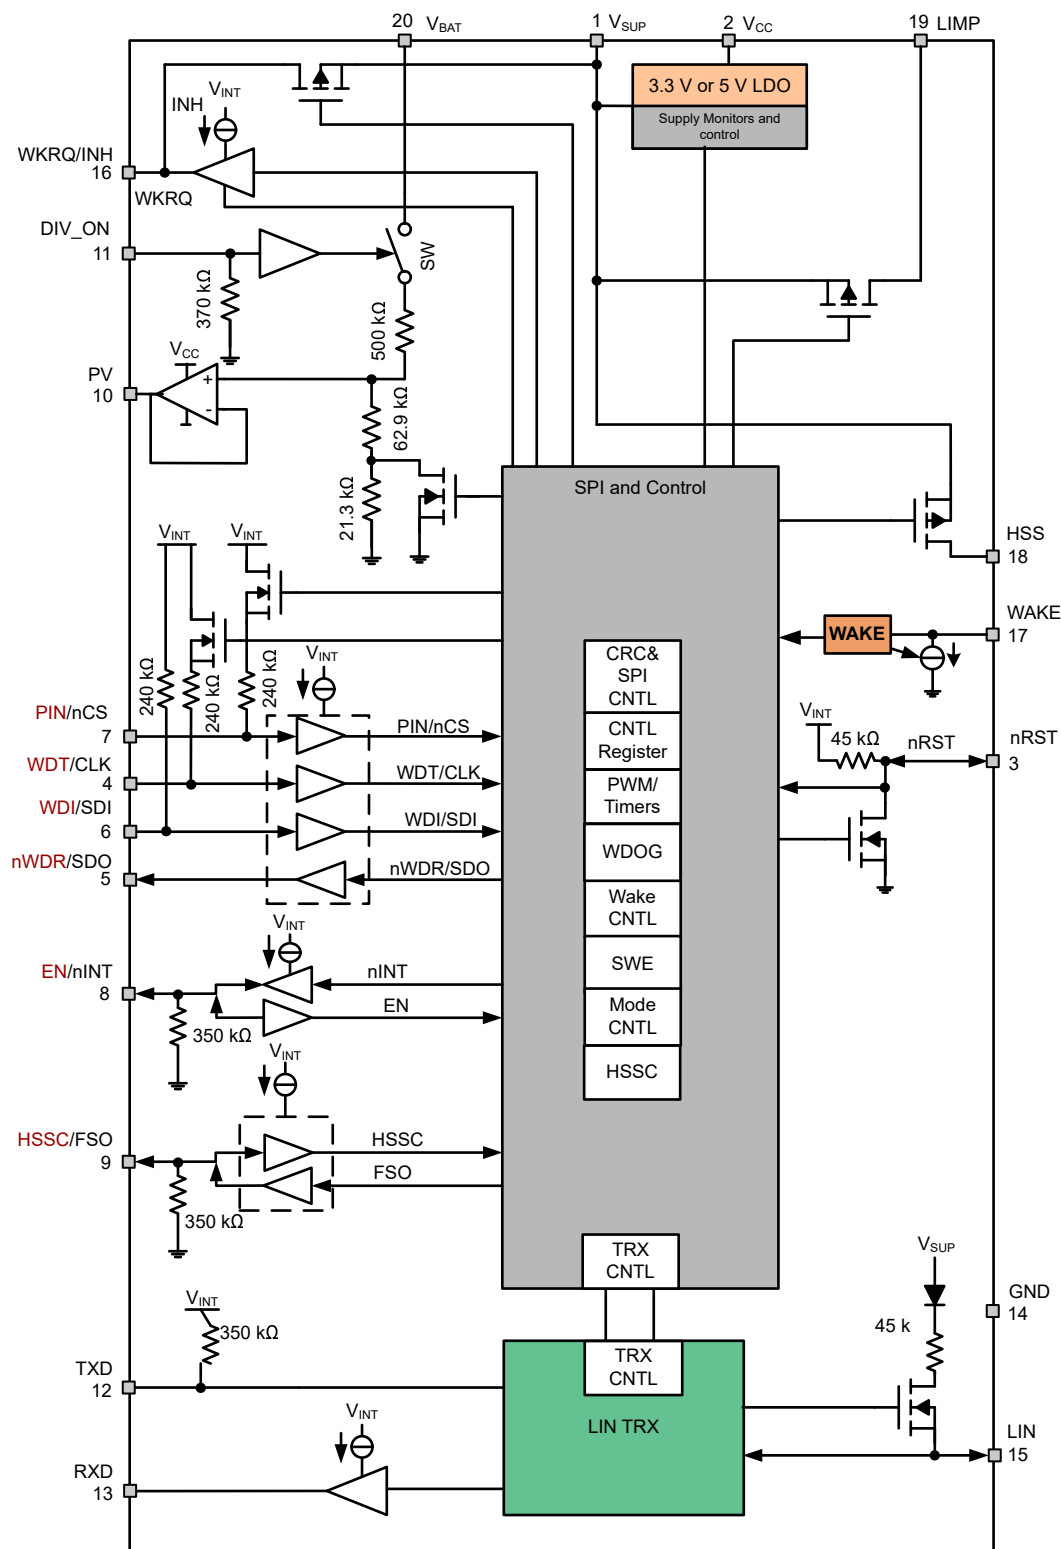 20 VBAT
1 VSUP
2 VCC
19 LIMP
3.3 V or 5 V LDO
Supply Monitors and
control
VINT
INH
WKRQ/INH
16
WKRQ
DIV_ON
11
SW
370 kΩ
500 kΩ
VCC
PV
10
+
-
62.9 kΩ
21.3 kΩ
SPI and Control
HSS
18
VINT
VINT
WAKE
17
WAKE
240 kΩ
240 kΩ
240 kΩ
VINT
CRC&
SPI
CNTL
PIN/nCS
7
PIN/nCS
CNTL
Register
VINT
45 kΩ
nRST
nRST
3
WDT/CLK
4
WDT/CLK
PWM/
Timers
WDI/SDI
6
WDI/SDI
WDOG
nWDR/SDO
5
nWDR/SDO
Wake
CNTL
VINT
EN/nINT
8
nINT
SWE
EN
350 kΩ
Mode
CNTL
VINT
HSSC
HSSC/FSO
9
HSSC
FSO
350 kΩ
TRX
CNTL
VSUP
VINT
350 kΩ
GND
14
45 k
TXD
12
TRX
CNTL
VINT
LIN TRX
LIN
15
RXD
13